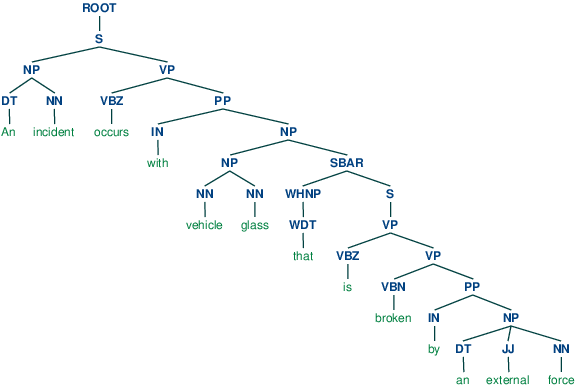 ROOT
S
NP VP
DT NN VBZ PP
An incident occurs IN NP
with NP SBAR
NN NN WHNP S
vehicle glass WDT VP
that VBZ VP
is VBN PP
broken IN NP
by DT JJ NN
an external force